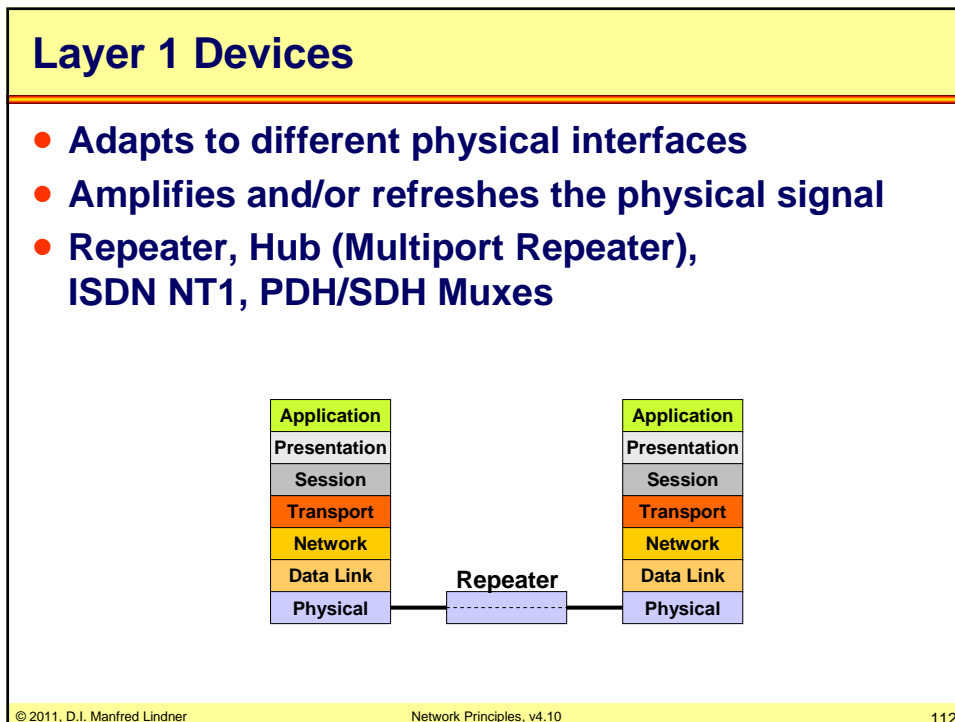 Layer 1 Devices
• Adapts to different physical interfaces
• Amplifies and/or refreshes the physical signal
• Repeater, Hub (Multiport Repeater),
ISDN NT1, PDH/SDH Muxes
Application
Presentation
Session
Transport
Network
Data Link
Physical
Repeater
Application
Presentation
Session
Transport
Network
Data Link
Physical
© 2011, D.I. Manfred Lindner
Network Principles, v4.10
112